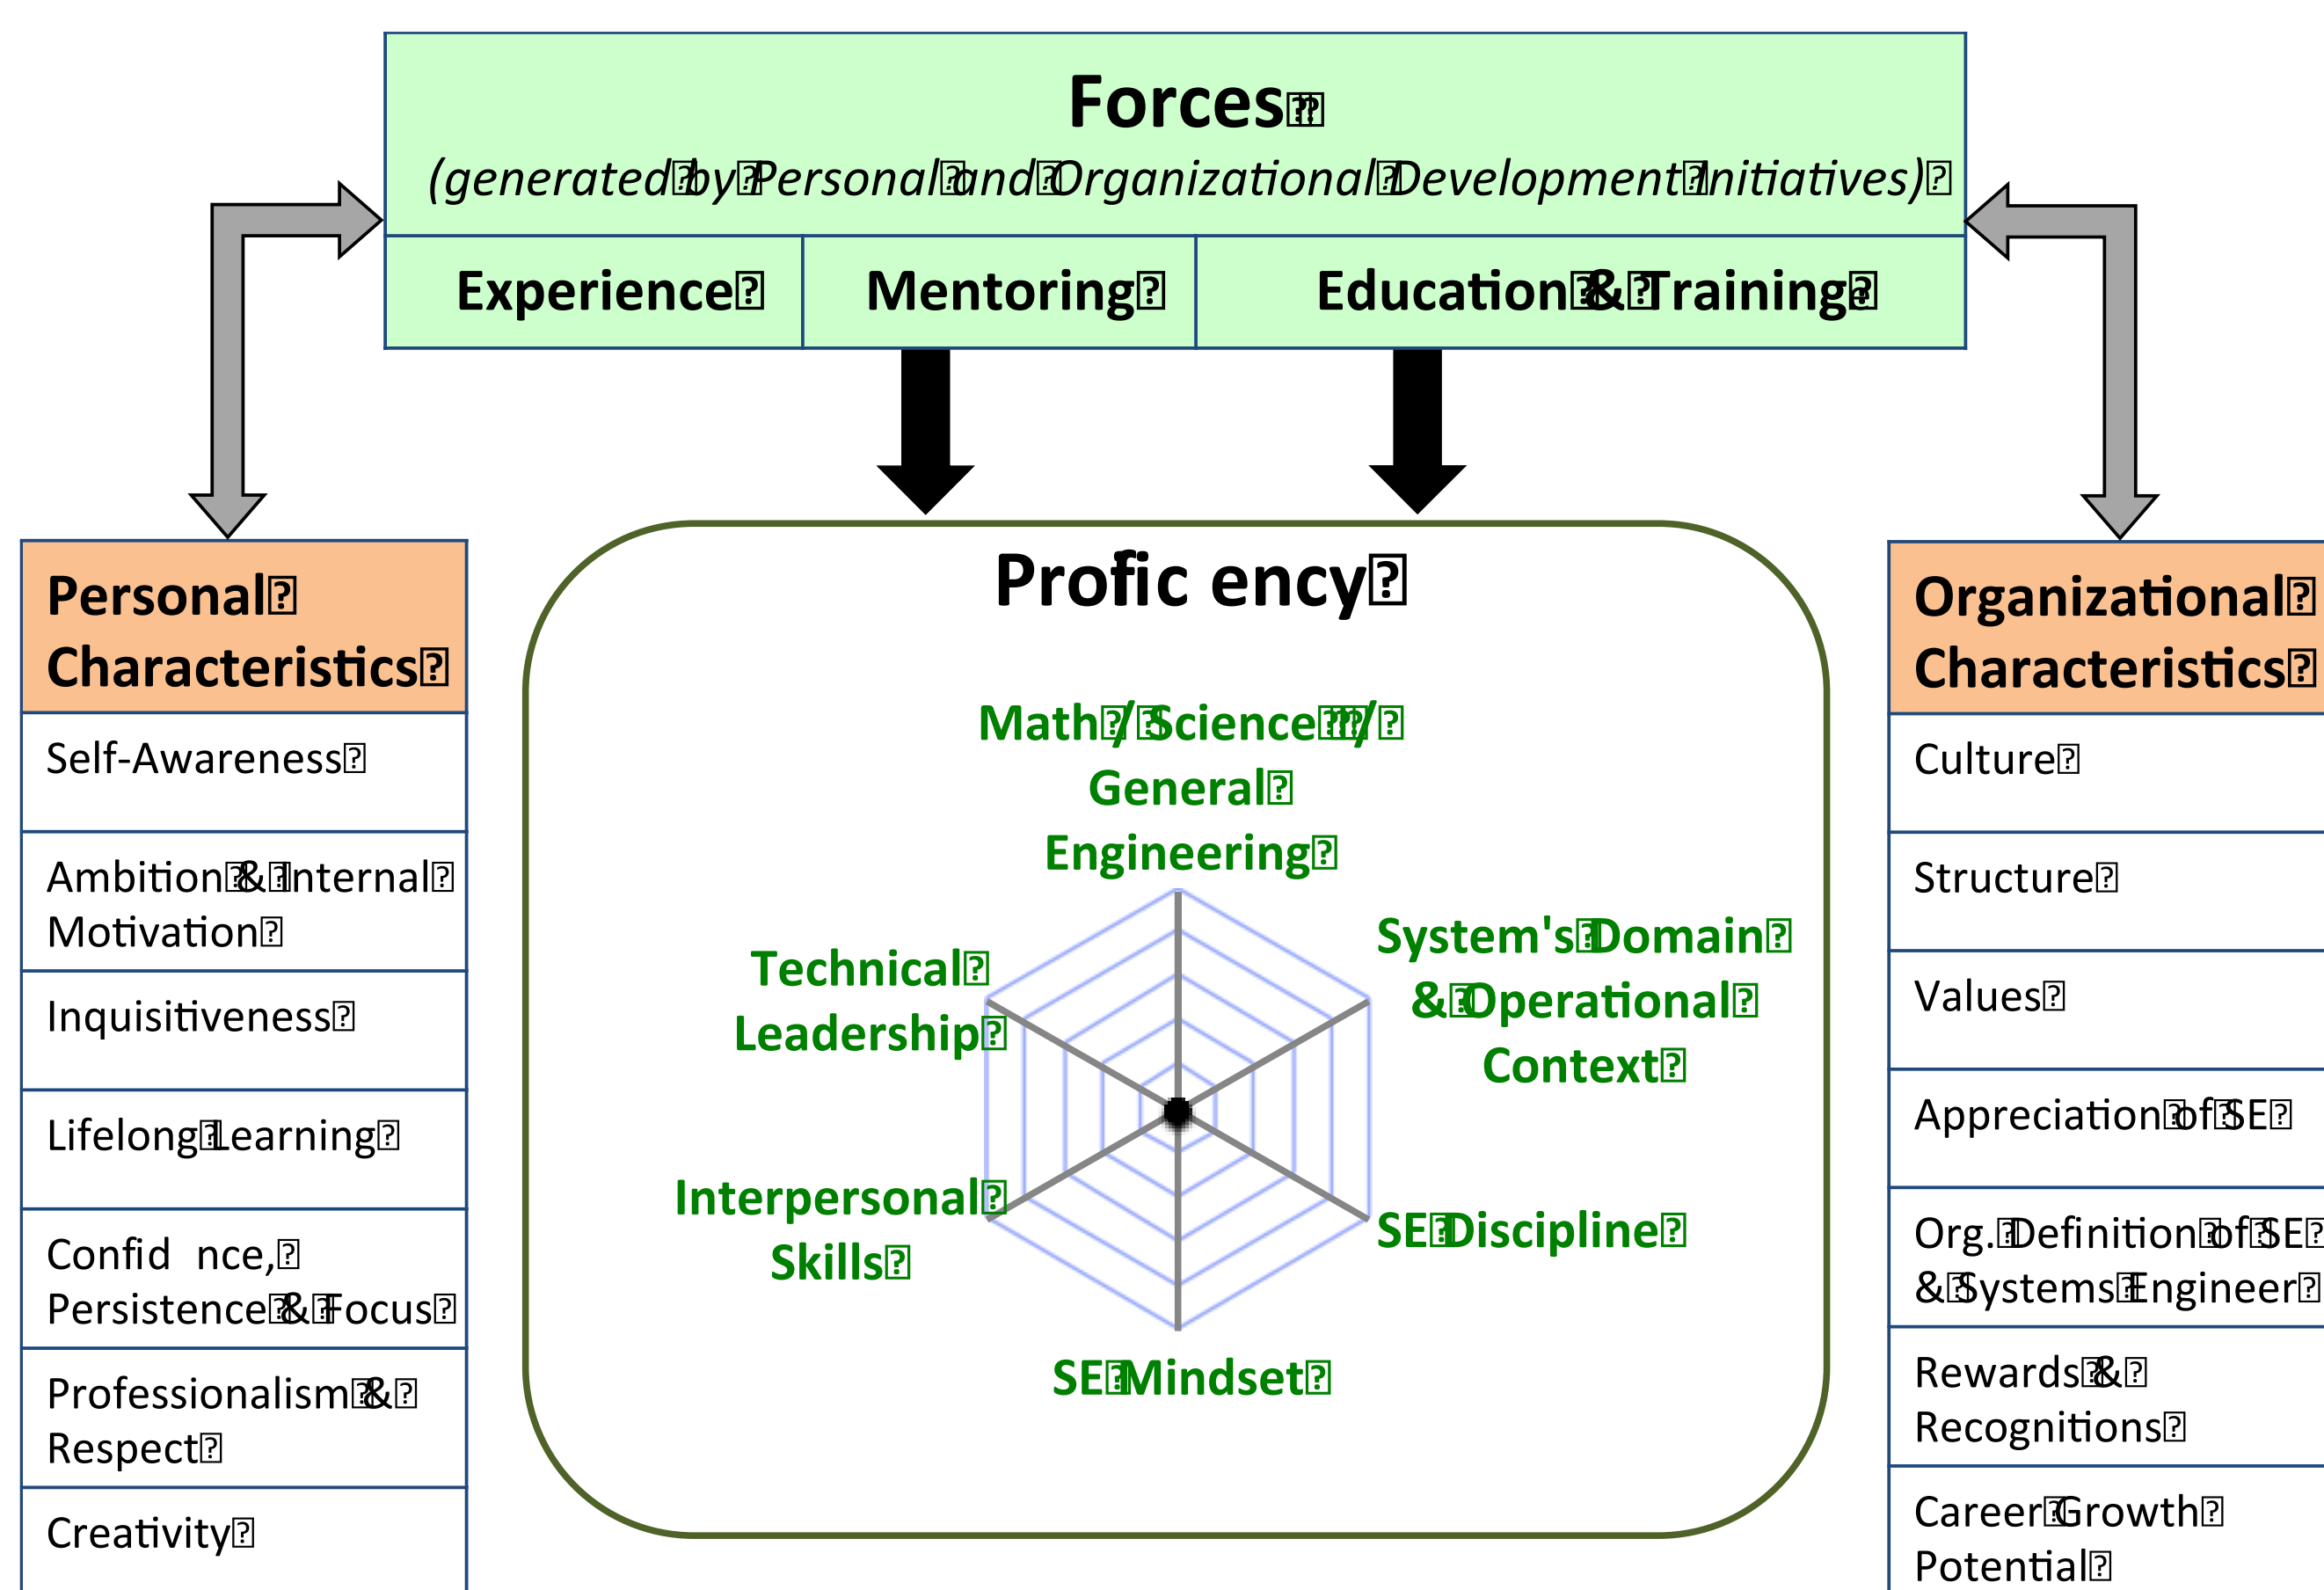 Forces
(generated by Personal and Organizational Development Initiatives)
Experience
Mentoring
Education & Training
Personal
Characteristics
Self-Awareness
Ambition & Internal
Motivation
Inquisitiveness
Lifelong Learning
Confid nce,
Persistence & Focus
Professionalism &
Respect
Creativity
Profic ency
Math / Science /
General
Engineering
System's Domain
& Operational
Context
Technical
Leadership
Interpersonal
Skills
SE Discipline
SE Mindset
Organizational
Characteristics
Culture
Structure
Values
Appreciation of SE
Org. Definition of SE
& Systems Engineer
Rewards &
Recognitions
Career Growth
Potential